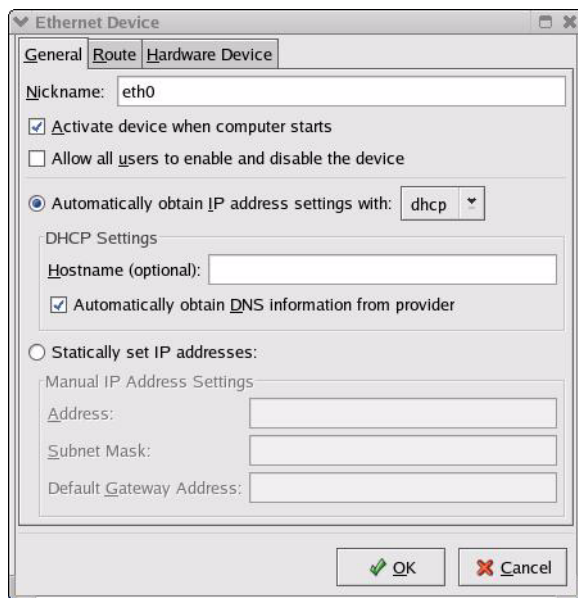 Ethernet Device
General Route Hardware Device
Nickname: eth0
Activate device when computer starts
Allow all users to enable and disable the device
Automatically obtain IP address settings with: dhcp
DHCP Settings
Hostname (optional):
Automatically obtain DNS information from provider
Statically set IP addresses:
Manual IP Address Settings
Address:
Subnet Mask:
Default Gateway Address:
OK Cancel